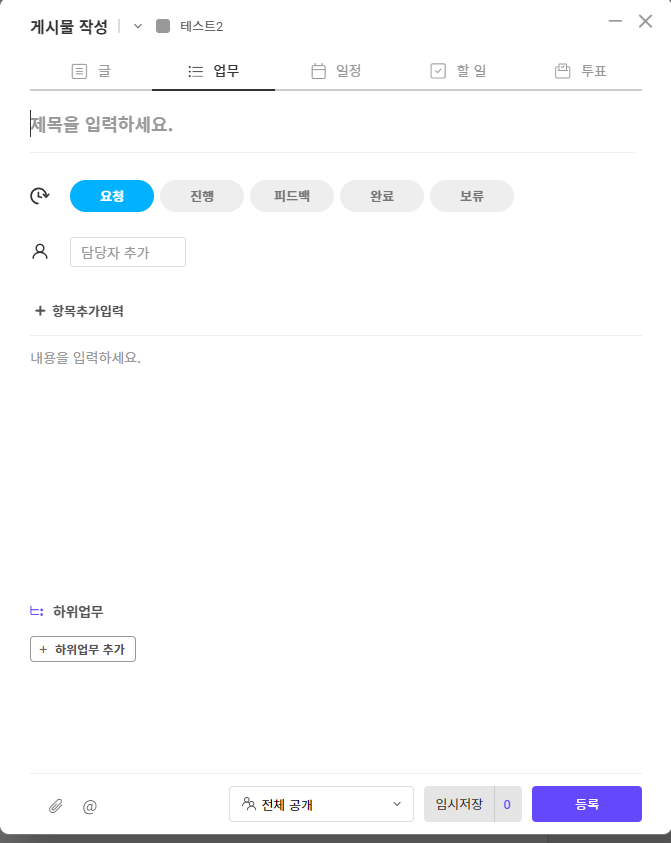 게시물 작성 테스트2
글 업무 일정 할 일 투표
제목을 입력하세요.
요청 진행 피드백 완료 보류
담당자 추가
+ 항목추가입력
내용을 입력하세요.
하위업무
+ 하위업무 추가
@ 전체 공개 임시저장 0 등록